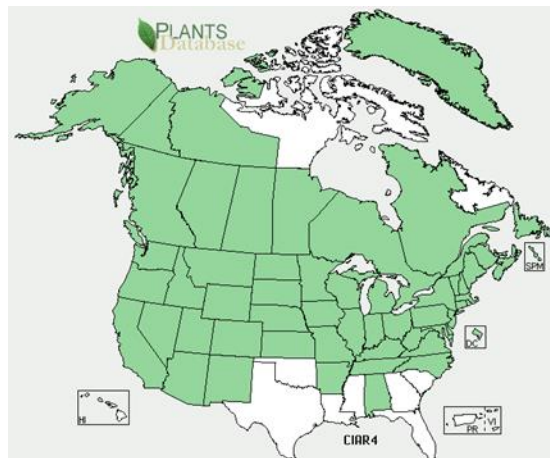 PLANTS
Database
SPM
DC
HI
PR
VI
CIAR4